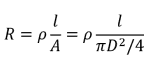 R = ρ l/A = ρ l/(πD²/4)